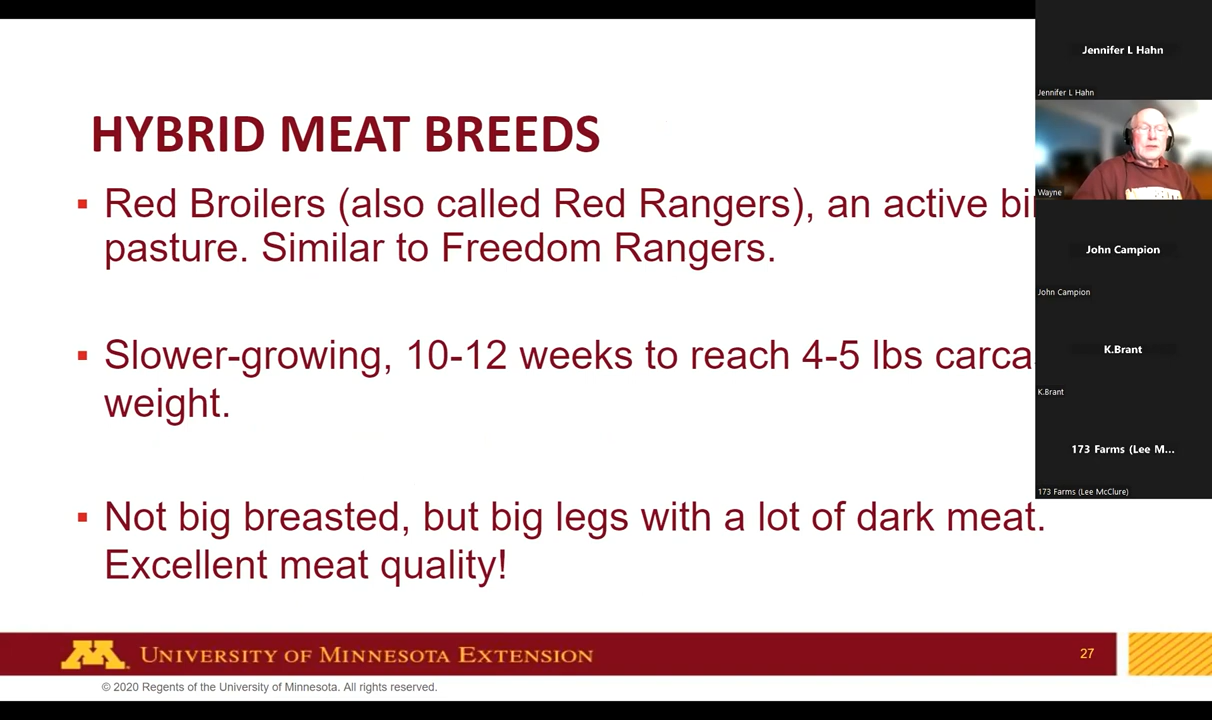 HYBRID MEAT BREEDS
▪ Red Broilers (also called Red Rangers), an active
pasture. Similar to Freedom Rangers.
▪ Slower-growing, 10-12 weeks to reach 4-5 lbs
weight.
▪ Not big breasted, but big legs with a lot of dark meat.
Excellent meat quality!
UNIVERSITY OF MINNESOTA EXTENSION
27
© 2020 Regents of the University of Minnesota. All rights reserved.
Jennifer L Hahn
Jennifer L Hahn
Wayne
John Campion
John Campion
K.Brant
K.Brant
173 Farms (Lee M...
173 Farms (Lee McClure)